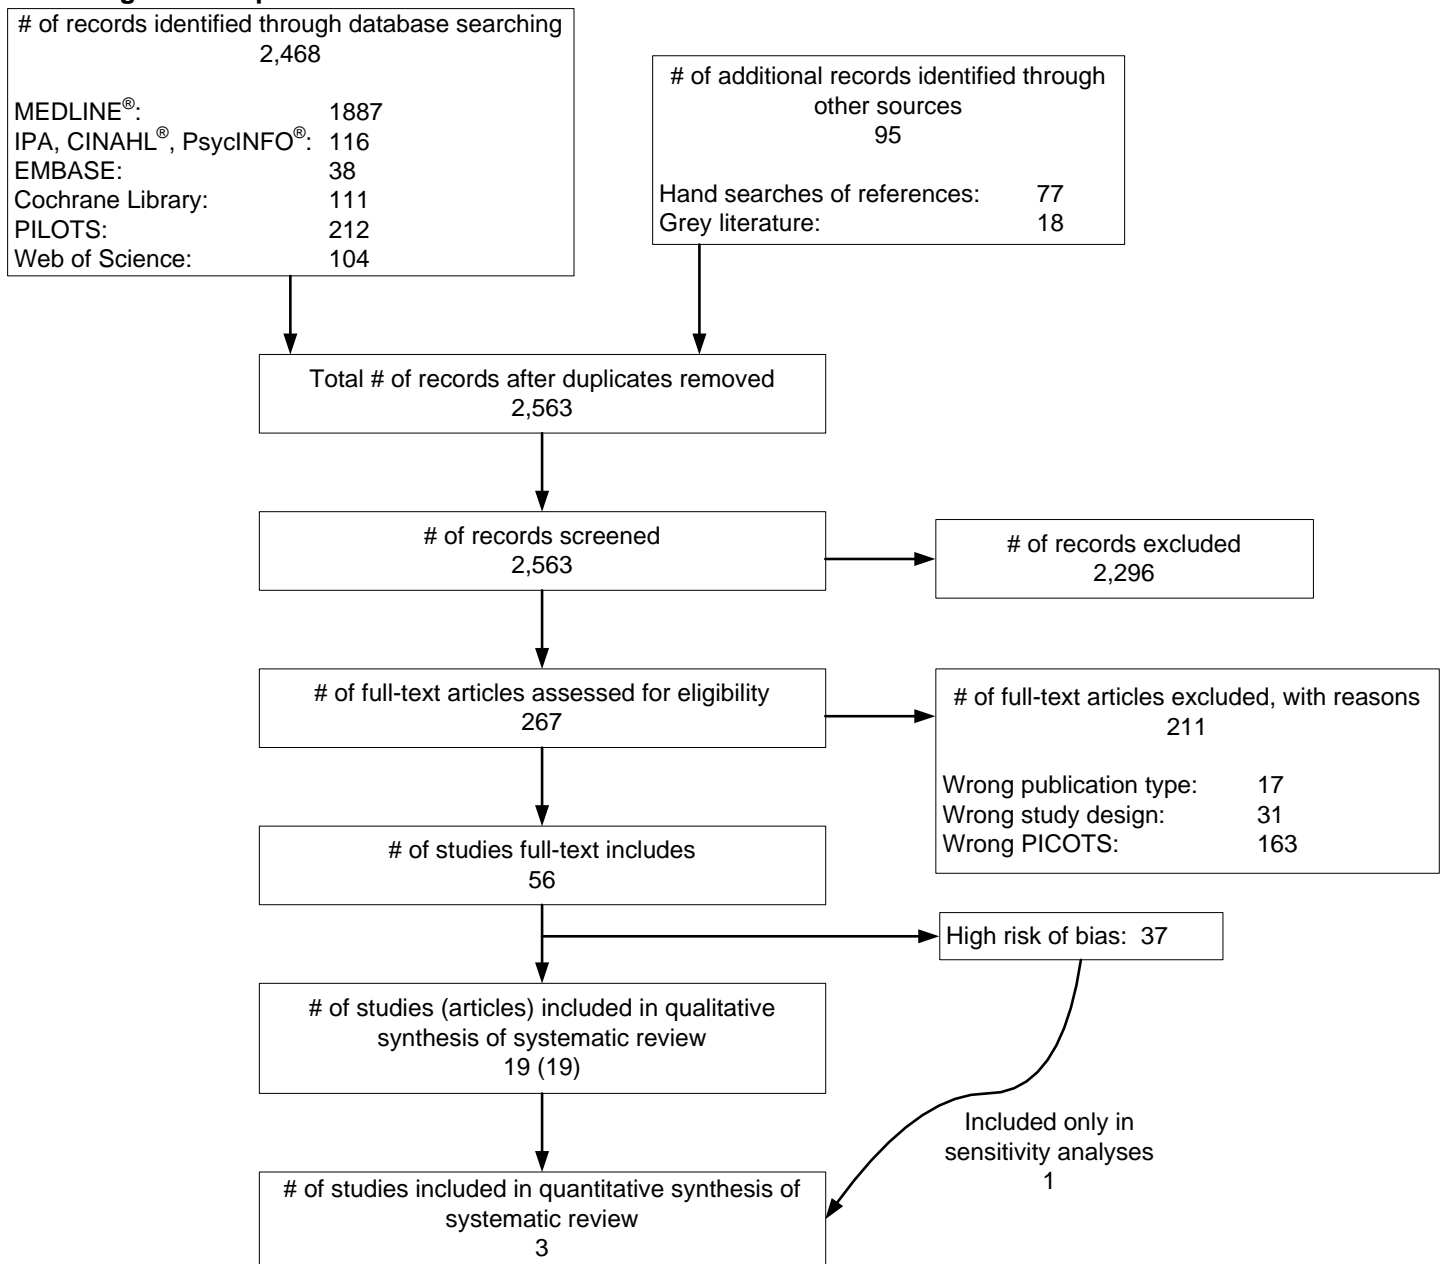 # of records identified through database searching
2,468
MEDLINE®: 1887
IPA, CINAHL®, PsycINFO®: 116
EMBASE: 38
Cochrane Library: 111
PILOTS: 212
Web of Science: 104
# of additional records identified through
other sources
95
Hand searches of references: 77
Grey literature: 18
Total # of records after duplicates removed
2,563
# of records screened
2,563
# of records excluded
2,296
# of full-text articles assessed for eligibility
267
# of full-text articles excluded, with reasons
211
Wrong publication type: 17
Wrong study design: 31
Wrong PICOTS: 163
# of studies full-text includes
56
High risk of bias: 37
# of studies (articles) included in qualitative
synthesis of systematic review
19 (19)
Included only in
sensitivity analyses
1
# of studies included in quantitative synthesis of
systematic review
3